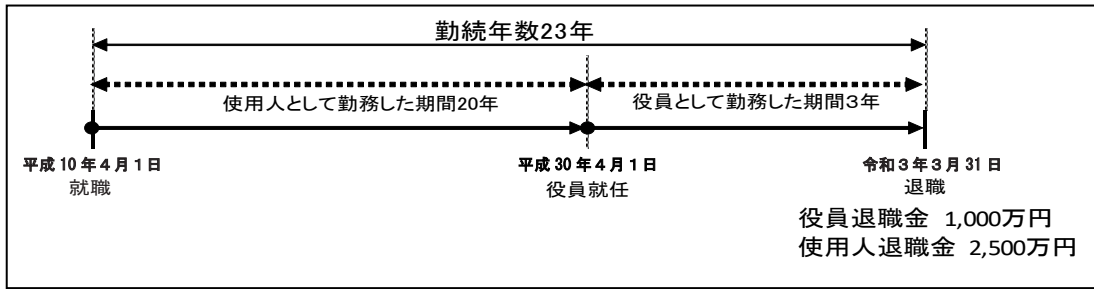 勤続年数23年
使用人として勤務した期間20年
役員として勤務した期間3年
平成10年4月1日
就職
平成30年4月1日
役員就任
令和3年3月31日
退職
役員退職金 1,000万円
使用人退職金 2,500万円